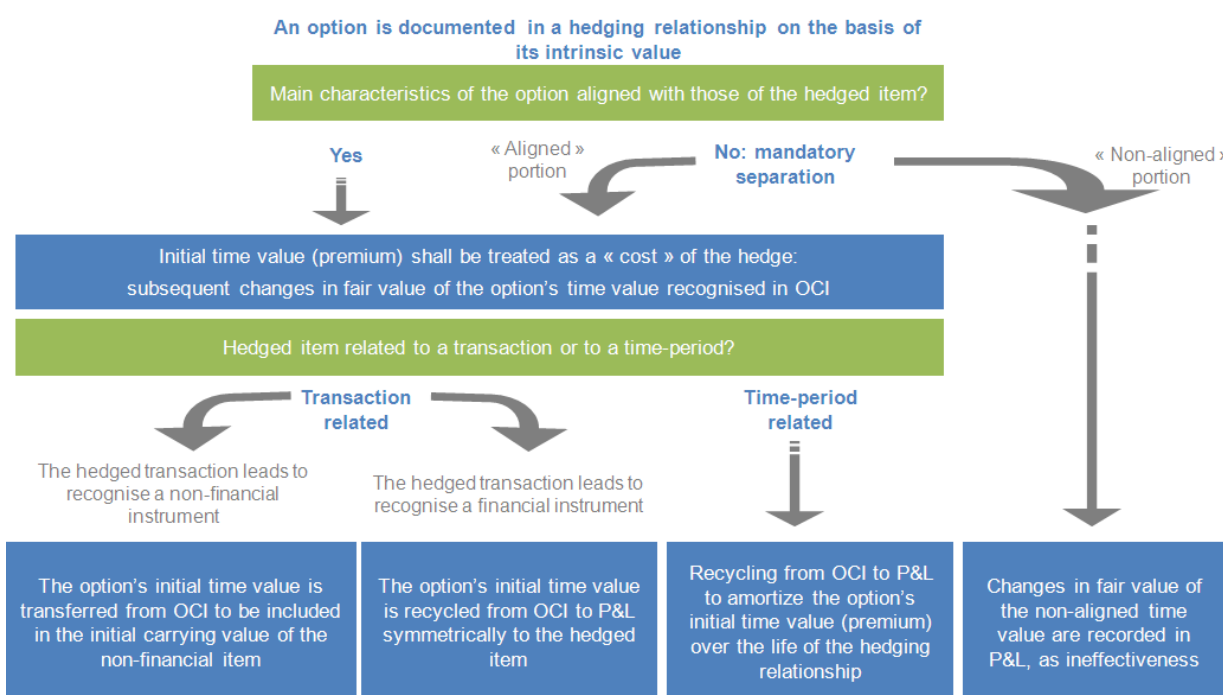 An option is documented in a hedging relationship on the basis of
its intrinsic value
Main characteristics of the option aligned with those of the hedged item?
Yes
« Aligned »
portion
No: mandatory
separation
« Non-aligned »
portion
Initial time value (premium) shall be treated as a « cost » of the hedge:
subsequent changes in fair value of the option's time value recognised in OCI
Hedged item related to a transaction or to a time-period?
Transaction
related
Time-period
related
The hedged transaction leads to
recognise a non-financial
instrument
The hedged transaction leads to
recognise a financial instrument
The option's initial time value is
transferred from OCI to be included
in the initial carrying value of the
non-financial item
The option's initial time value
is recycled from OCI to P&L
symmetrically to the hedged
item
Recycling from OCI to P&L
to amortize the option's
initial time value (premium)
over the life of the hedging
relationship
Changes in fair value of
the non-aligned time
value are recorded in
P&L, as ineffectiveness